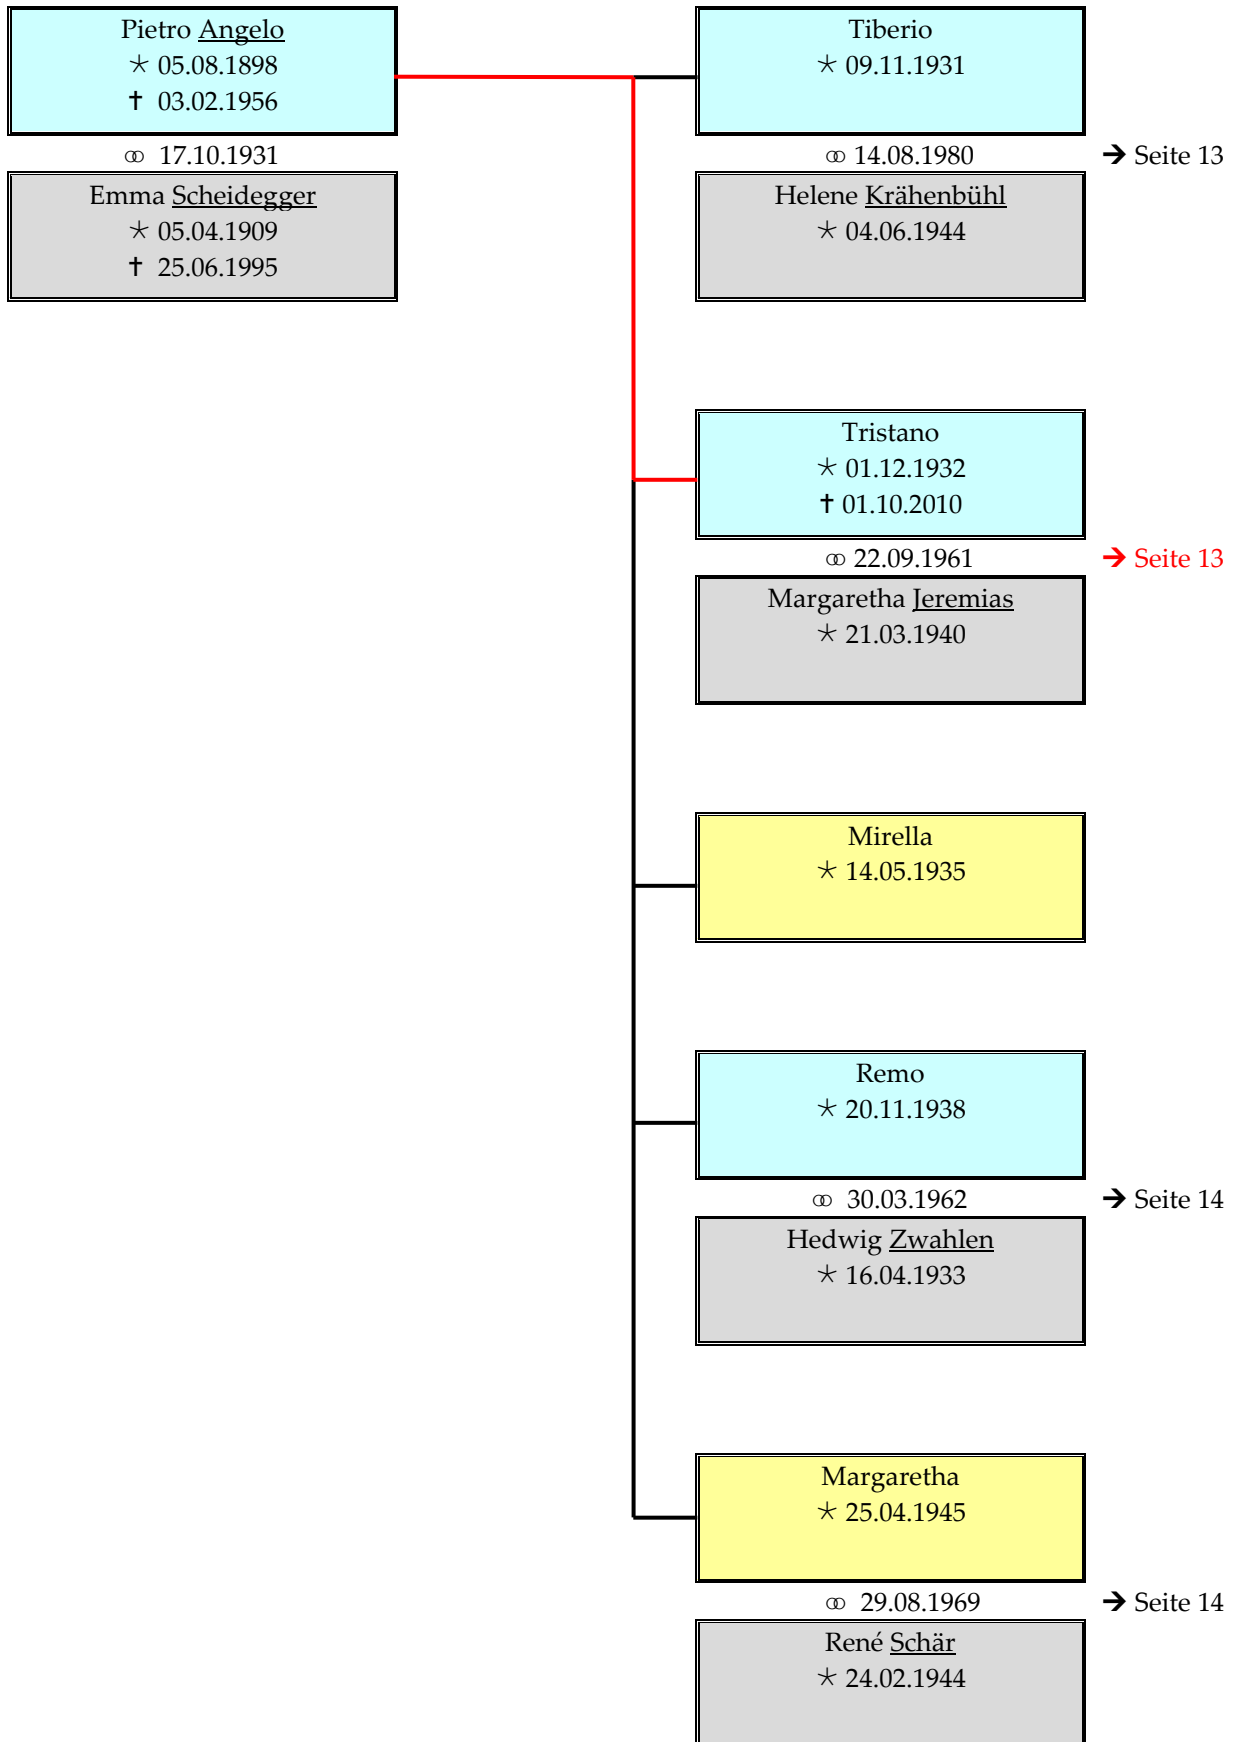 Pietro Angelo
★ 05.08.1898
✝ 03.02.1956
⚭ 17.10.1931
Emma Scheidegger
★ 05.04.1909
✝ 25.06.1995
Tiberio
★ 09.11.1931
⚭ 14.08.1980 ➔ Seite 13
Helene Krähenbühl
★ 04.06.1944
Tristano
★ 01.12.1932
✝ 01.10.2010
⚭ 22.09.1961 ➔ Seite 13
Margaretha Jeremias
★ 21.03.1940
Mirella
★ 14.05.1935
Remo
★ 20.11.1938
⚭ 30.03.1962 ➔ Seite 14
Hedwig Zwahlen
★ 16.04.1933
Margaretha
★ 25.04.1945
⚭ 29.08.1969 ➔ Seite 14
René Schär
★ 24.02.1944